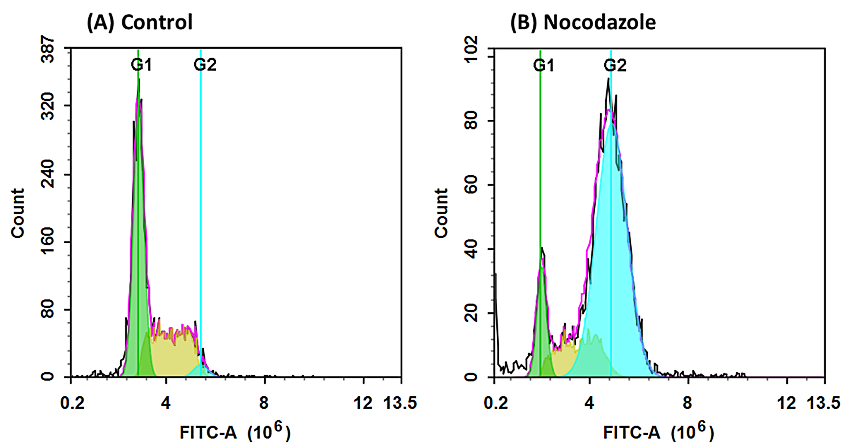 (A) Control
(B) Nocodazole
387
320
240
160
80
0
Count
G1
G2
0.2
4
8
12
13.5
FITC-A (10⁶)
102
80
60
40
20
0
Count
G1
G2
0.2
4
8
12
13.5
FITC-A (10⁶)